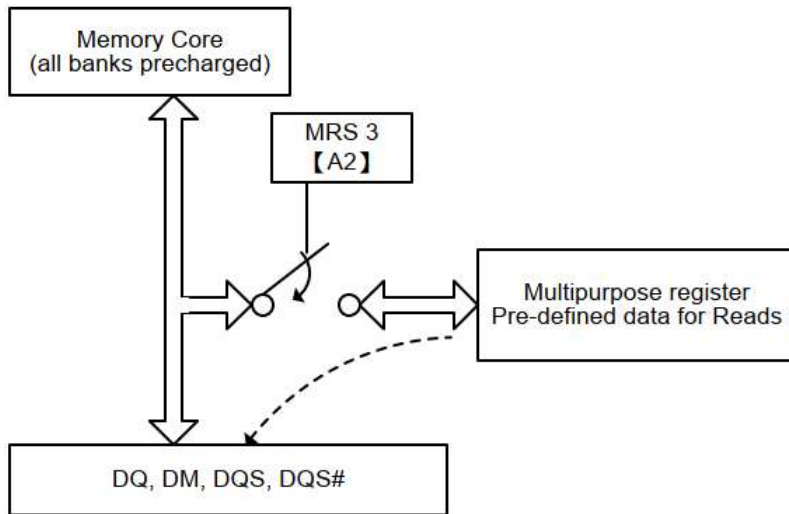 Memory Core
(all banks precharged)
MRS 3
【A2】
Multipurpose register
Pre-defined data for Reads
DQ, DM, DQS, DQS#